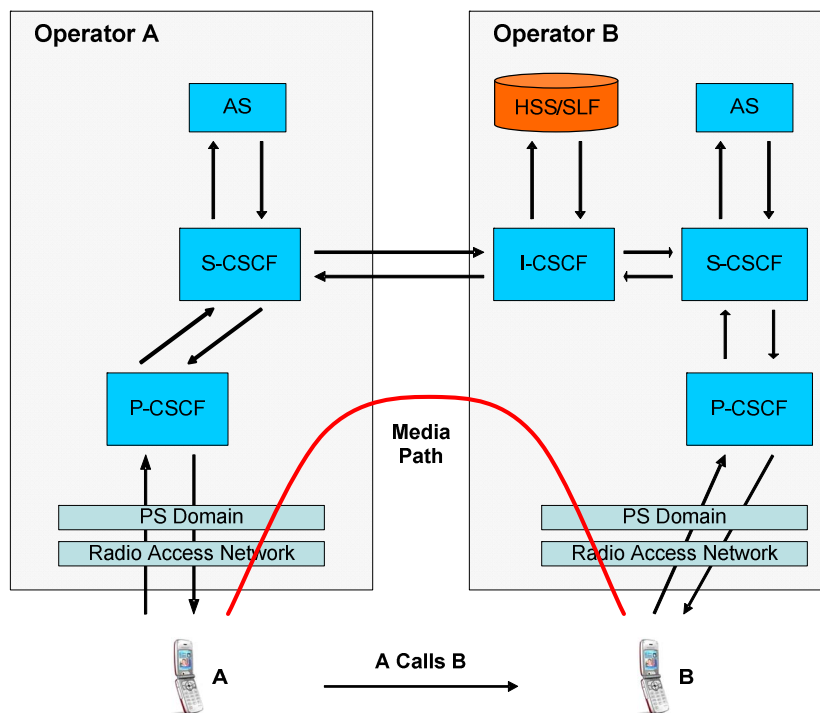 Operator A
Operator B
AS
HSS/SLF
AS
S-CSCF
I-CSCF
S-CSCF
P-CSCF
P-CSCF
Media
Path
PS Domain
PS Domain
Radio Access Network
Radio Access Network
A Calls B
A
B